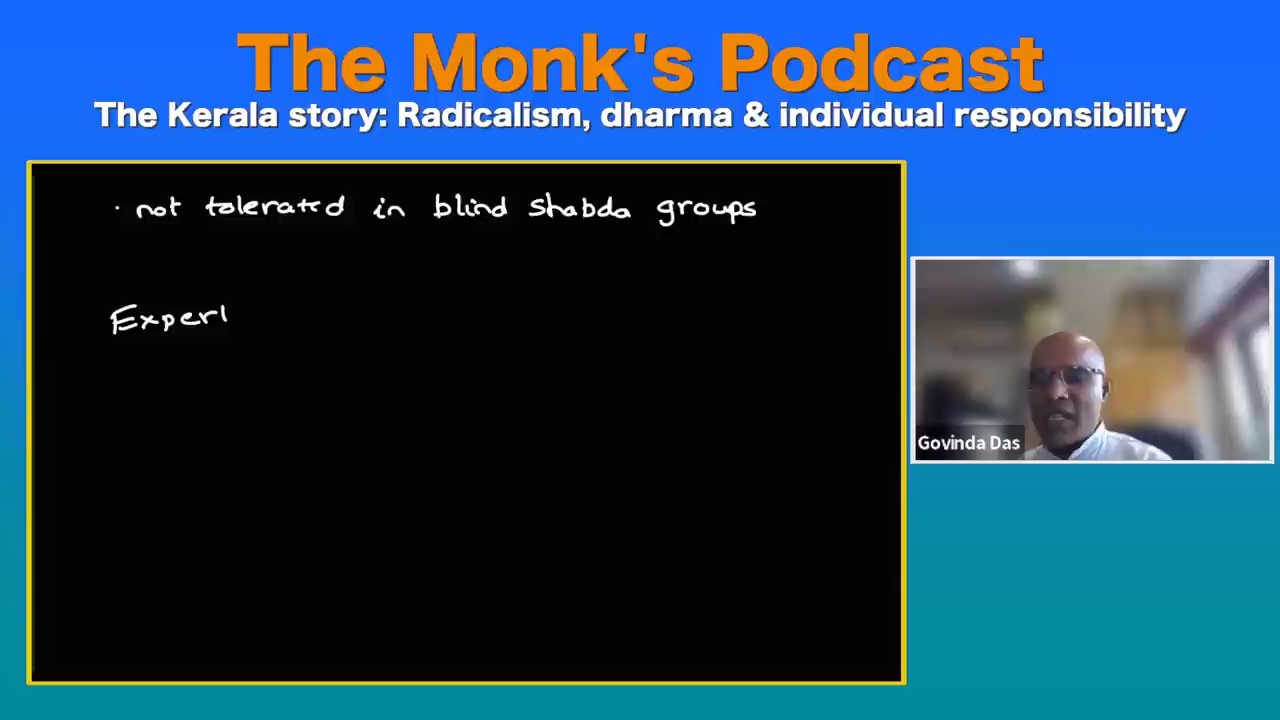 The Monk's Podcast
The Kerala story: Radicalism, dharma & individual responsibility
· not tolerated in blind shabda groups
Experi
Govinda Das